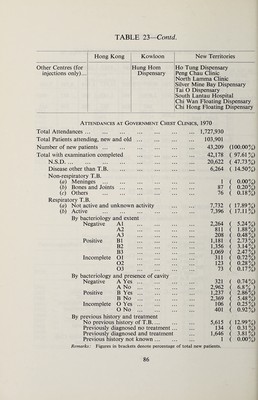 TABLE 23—Contd.
Hong Kong Kowloon New Territories
Other Centres (for injections only)... Hung Hom Dispensary Ho Tung Dispensary
Peng Chau Clinic
North Lamma Clinic
Silver Mine Bay Dispensary
Tai O Dispensary
South Lantau Hospital
Chi Wan Floating Dispensary
Chi Hong Floating Dispensary
ATTENDANCES AT GOVERNMENT CHEST CLINICS, 1970
Total Attendances ... 1,727,930
Total Patients attending, new and old ... 103,901
Number of new patients ... 43,209 (100.00%)
Total with examination completed 42,178 ( 97.61%)
N.S.D. ... 20,622 ( 47.73%)
Disease other than T.B. ... 6,264 (14.50%)
Non-respiratory T.B.
(a) Meninges ... 1 ( 0.00%)
(b) Bones and Joints ... 87 ( 0.20%)
(c) Others ... 76 ( 0.18%)
Respiratory T.B.
(a) Not active and unknown activity 7,732 (17.89%)
(b) Active ... 7,396 (17.11%)
By bacteriology and extent
Negative A1 ... 2,264 ( 5.24%)
A2 ... 811 ( 1.88%)
A3 ... 208 ( 0.48%)
Positive B1 ... 1,181 ( 2.73%)
B2 ... 1,356 ( 3.14%)
B3 ... 1,069 ( 2.47%)
Incomplete O1 ... 311 ( 0.72%)
O2 ... 123 ( 0.28%)
O3 ... 73 ( 0.17%)
By bacteriology and presence of cavity
Negative A Yes ... 321 ( 0.74%)
A No ... 2,962 ( 6.8%)
Positive B Yes ... 1,237 ( 2.86%)
B No ... 2,369 ( 5.48%)
Incomplete O Yes ... 106 ( 0.25%)
O No ... 401 ( 0.92%)
By previous history and treatment
No previous history of T.B. ... 5,615 (12.99%)
Previously diagnosed no treatment ... 134 ( 0.31%)
Previously diagnosed and treatment 1,646 ( 3.81%)
Previous history not known ... 1 ( 0.00%)
Remarks: Figures in brackets denote percentage of total new patients.
86